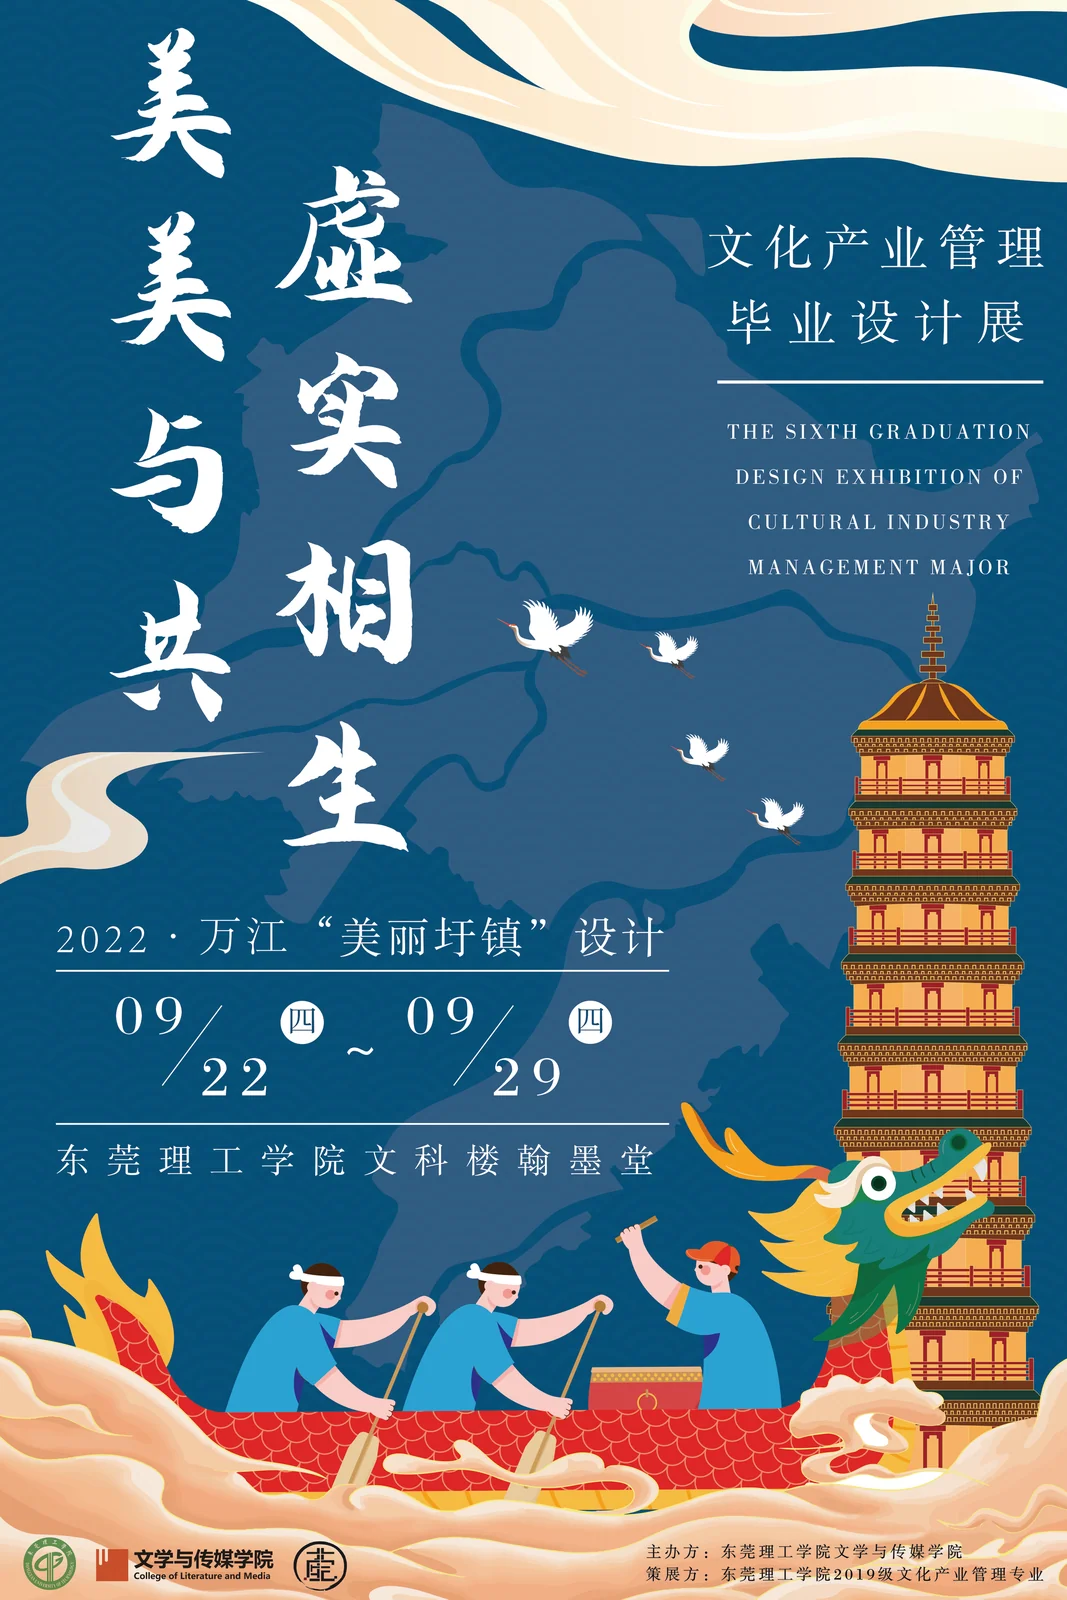 美美与共
虚实相生
文化产业管理
毕业设计展
THE SIXTH GRADUATION
DESIGN EXHIBITION OF
CULTURAL INDUSTRY
MANAGEMENT MAJOR
2022·万江“美丽圩镇”设计
09/22 四 ~ 09/29 四
东莞理工学院文科楼翰墨堂
文学与传媒学院
College of Literature and Media
主办方：东莞理工学院文学与传媒学院
策展方：东莞理工学院2019级文化产业管理专业